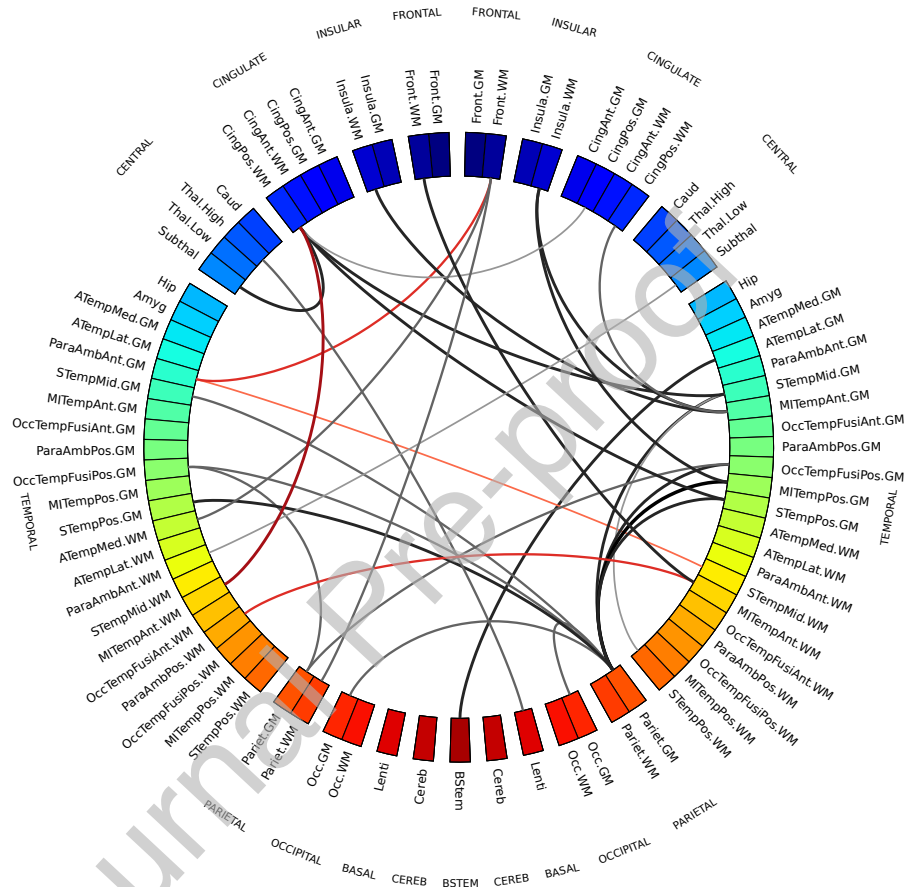 FRONTAL
FRONTAL
INSULAR
INSULAR
CINGULATE
CINGULATE
CENTRAL
CENTRAL
TEMPORAL
TEMPORAL
PARIETAL
PARIETAL
OCCIPITAL
OCCIPITAL
BASAL
BASAL
CEREB
CEREB
BSTEM
Front.GM
Front.WM
Insula.GM
Insula.WM
CingAnt.GM
CingPos.GM
CingAnt.WM
CingPos.WM
Caud
Thal.High
Thal.Low
Subthal
Hip
Amyg
ATempMed.GM
ATempLat.GM
ParaAmbAnt.GM
STempMid.GM
MITempAnt.GM
OccTempFusiAnt.GM
ParaAmbPos.GM
OccTempFusiPos.GM
MITempPos.GM
STempPos.GM
ATempMed.WM
ATempLat.WM
ParaAmbAnt.WM
STempMid.WM
MITempAnt.WM
OccTempFusiAnt.WM
ParaAmbPos.WM
OccTempFusiPos.WM
MITempPos.WM
STempPos.WM
Pariet.GM
Pariet.WM
Occ.GM
Occ.WM
Lenti
Cereb
BStem
Cereb
Lenti
Occ.WM
Occ.GM
Pariet.WM
Pariet.GM
STempPos.WM
MITempPos.WM
OccTempFusiPos.WM
ParaAmbPos.WM
OccTempFusiAnt.WM
MITempAnt.WM
STempMid.WM
ParaAmbAnt.WM
ATempLat.WM
ATempMed.WM
STempPos.GM
MITempPos.GM
OccTempFusiPos.GM
ParaAmbPos.GM
OccTempFusiAnt.GM
MITempAnt.GM
STempMid.GM
ParaAmbAnt.GM
ATempLat.GM
ATempMed.GM
Amyg
Hip
Subthal
Thal.Low
Thal.High
Caud
CingPos.WM
CingAnt.WM
CingPos.GM
CingAnt.GM
Insula.WM
Insula.GM
Front.WM
Front.GM
urnal Pre-proof